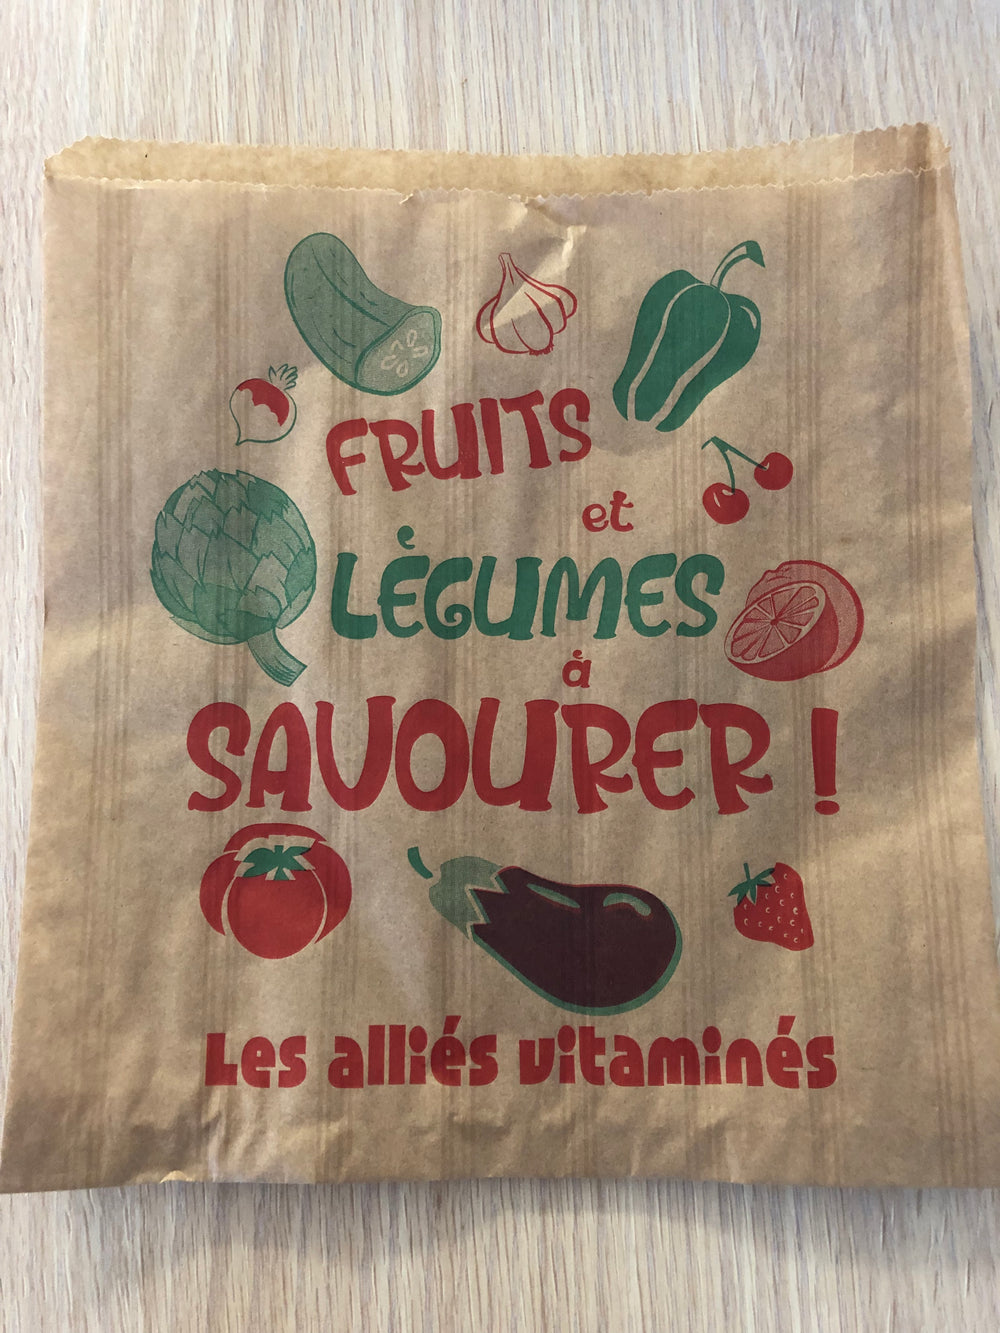 FRUITS
et
LÉGUMES
à
SAVOURER !
Les alliés vitaminés